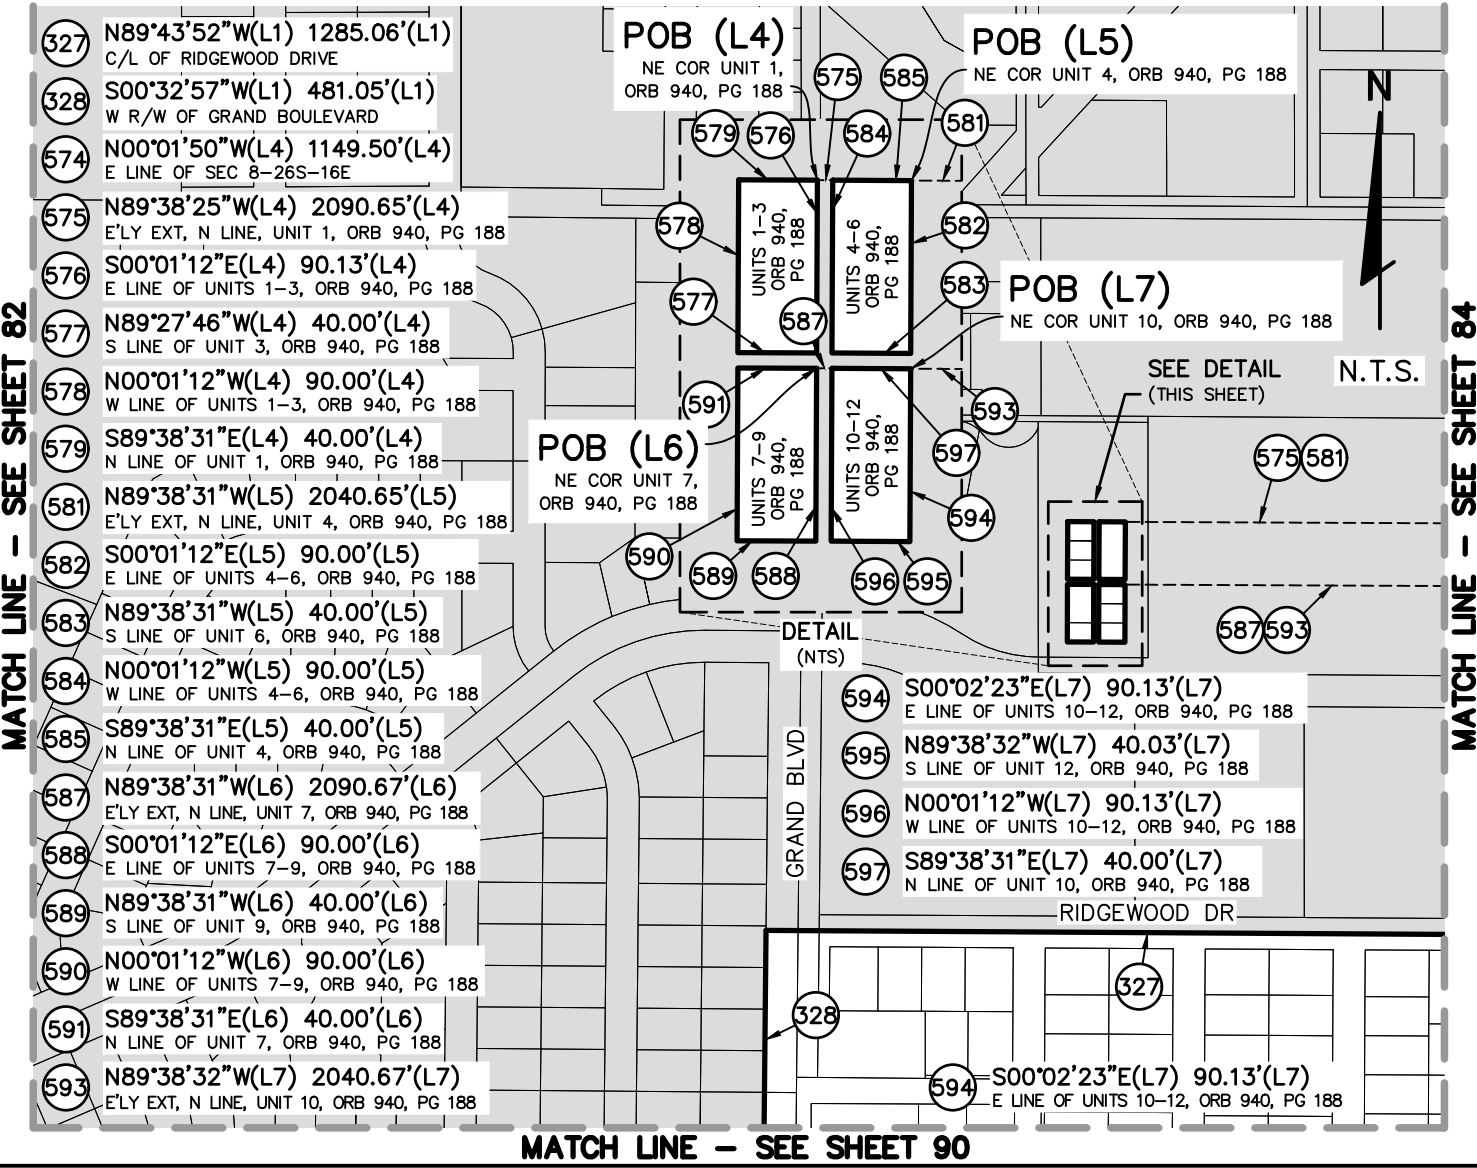 327 N89°43'52"W(L1) 1285.06'(L1)
C/L OF RIDGEWOOD DRIVE
328 S00°32'57"W(L1) 481.05'(L1)
W R/W OF GRAND BOULEVARD
574 N00°01'50"W(L4) 1149.50'(L4)
E LINE OF SEC 8-26S-16E
575 N89°38'25"W(L4) 2090.65'(L4)
E'LY EXT, N LINE, UNIT 1, ORB 940, PG 188
576 S00°01'12"E(L4) 90.13'(L4)
E LINE OF UNITS 1-3, ORB 940, PG 188
577 N89°27'46"W(L4) 40.00'(L4)
S LINE OF UNIT 3, ORB 940, PG 188
578 N00°01'12"W(L4) 90.00'(L4)
W LINE OF UNITS 1-3, ORB 940, PG 188
579 S89°38'31"E(L4) 40.00'(L4)
N LINE OF UNIT 1, ORB 940, PG 188
581 N89°38'31"W(L5) 2040.65'(L5)
E'LY EXT, N LINE, UNIT 4, ORB 940, PG 188
582 S00°01'12"E(L5) 90.00'(L5)
E LINE OF UNITS 4-6, ORB 940, PG 188
583 N89°38'31"W(L5) 40.00'(L5)
S LINE OF UNIT 6, ORB 940, PG 188
584 N00°01'12"W(L5) 90.00'(L5)
W LINE OF UNITS 4-6, ORB 940, PG 188
585 S89°38'31"E(L5) 40.00'(L5)
N LINE OF UNIT 4, ORB 940, PG 188
587 N89°38'31"W(L6) 2090.67'(L6)
E'LY EXT, N LINE, UNIT 7, ORB 940, PG 188
588 S00°01'12"E(L6) 90.00'(L6)
E LINE OF UNITS 7-9, ORB 940, PG 188
589 N89°38'31"W(L6) 40.00'(L6)
S LINE OF UNIT 9, ORB 940, PG 188
590 N00°01'12"W(L6) 90.00'(L6)
W LINE OF UNITS 7-9, ORB 940, PG 188
591 S89°38'31"E(L6) 40.00'(L6)
N LINE OF UNIT 7, ORB 940, PG 188
593 N89°38'32"W(L7) 2040.67'(L7)
E'LY EXT, N LINE, UNIT 10, ORB 940, PG 188
MATCH LINE - SEE SHEET 82
POB (L4)
NE COR UNIT 1,
ORB 940, PG 188
POB (L5)
NE COR UNIT 4, ORB 940, PG 188
575
585
581
579
576
584
578
582
577
587
583
UNITS 1-3
ORB 940,
PG 188
UNITS 4-6
ORB 940,
PG 188
N
N.T.S.
POB (L7)
NE COR UNIT 10, ORB 940, PG 188
SEE DETAIL
(THIS SHEET)
591
593
POB (L6)
NE COR UNIT 7,
ORB 940, PG 188
UNITS 7-9
ORB 940,
PG 188
UNITS 10-12
ORB 940,
PG 188
597
594
590
589
588
596
595
575 581
587 593
DETAIL
(NTS)
594 S00°02'23"E(L7) 90.13'(L7)
E LINE OF UNITS 10-12, ORB 940, PG 188
595 N89°38'32"W(L7) 40.03'(L7)
S LINE OF UNIT 12, ORB 940, PG 188
596 N00°01'12"W(L7) 90.13'(L7)
W LINE OF UNITS 10-12, ORB 940, PG 188
597 S89°38'31"E(L7) 40.00'(L7)
N LINE OF UNIT 10, ORB 940, PG 188
GRAND BLVD
RIDGEWOOD DR
327
328
594 S00°02'23"E(L7) 90.13'(L7)
E LINE OF UNITS 10-12, ORB 940, PG 188
MATCH LINE - SEE SHEET 84
MATCH LINE - SEE SHEET 90